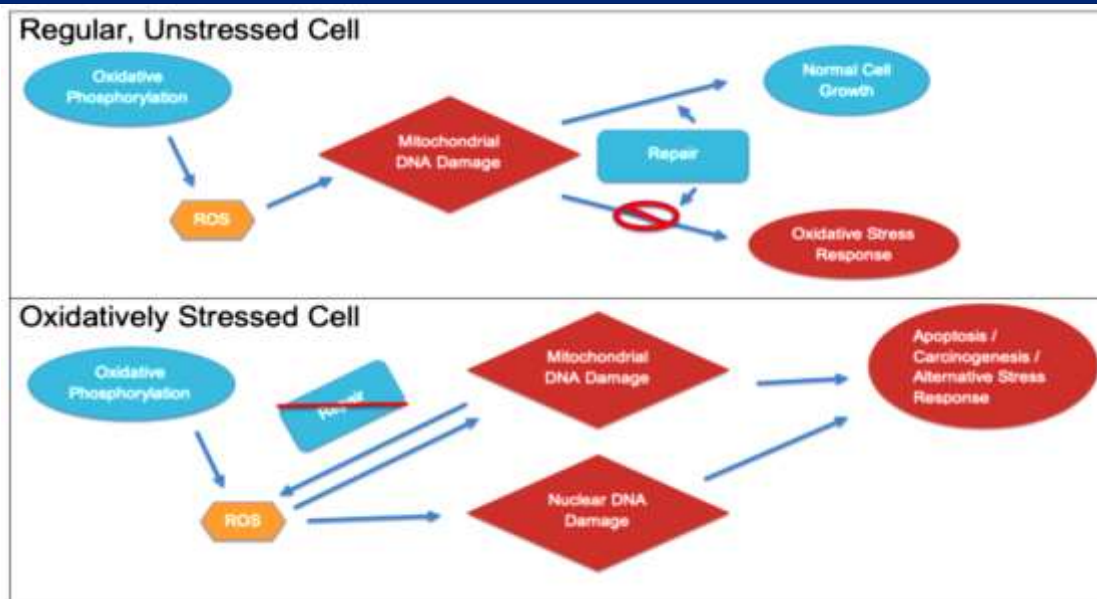 Regular, Unstressed Cell
Oxidative
Phosphorylation
ROS
Mitochondrial
DNA Damage
Normal Cell
Growth
Repair
Oxidative Stress
Response
Oxidatively Stressed Cell
Oxidative
Phosphorylation
Repair
ROS
Mitochondrial
DNA Damage
Nuclear DNA
Damage
Apoptosis /
Carcinogenesis /
Alternative Stress
Response